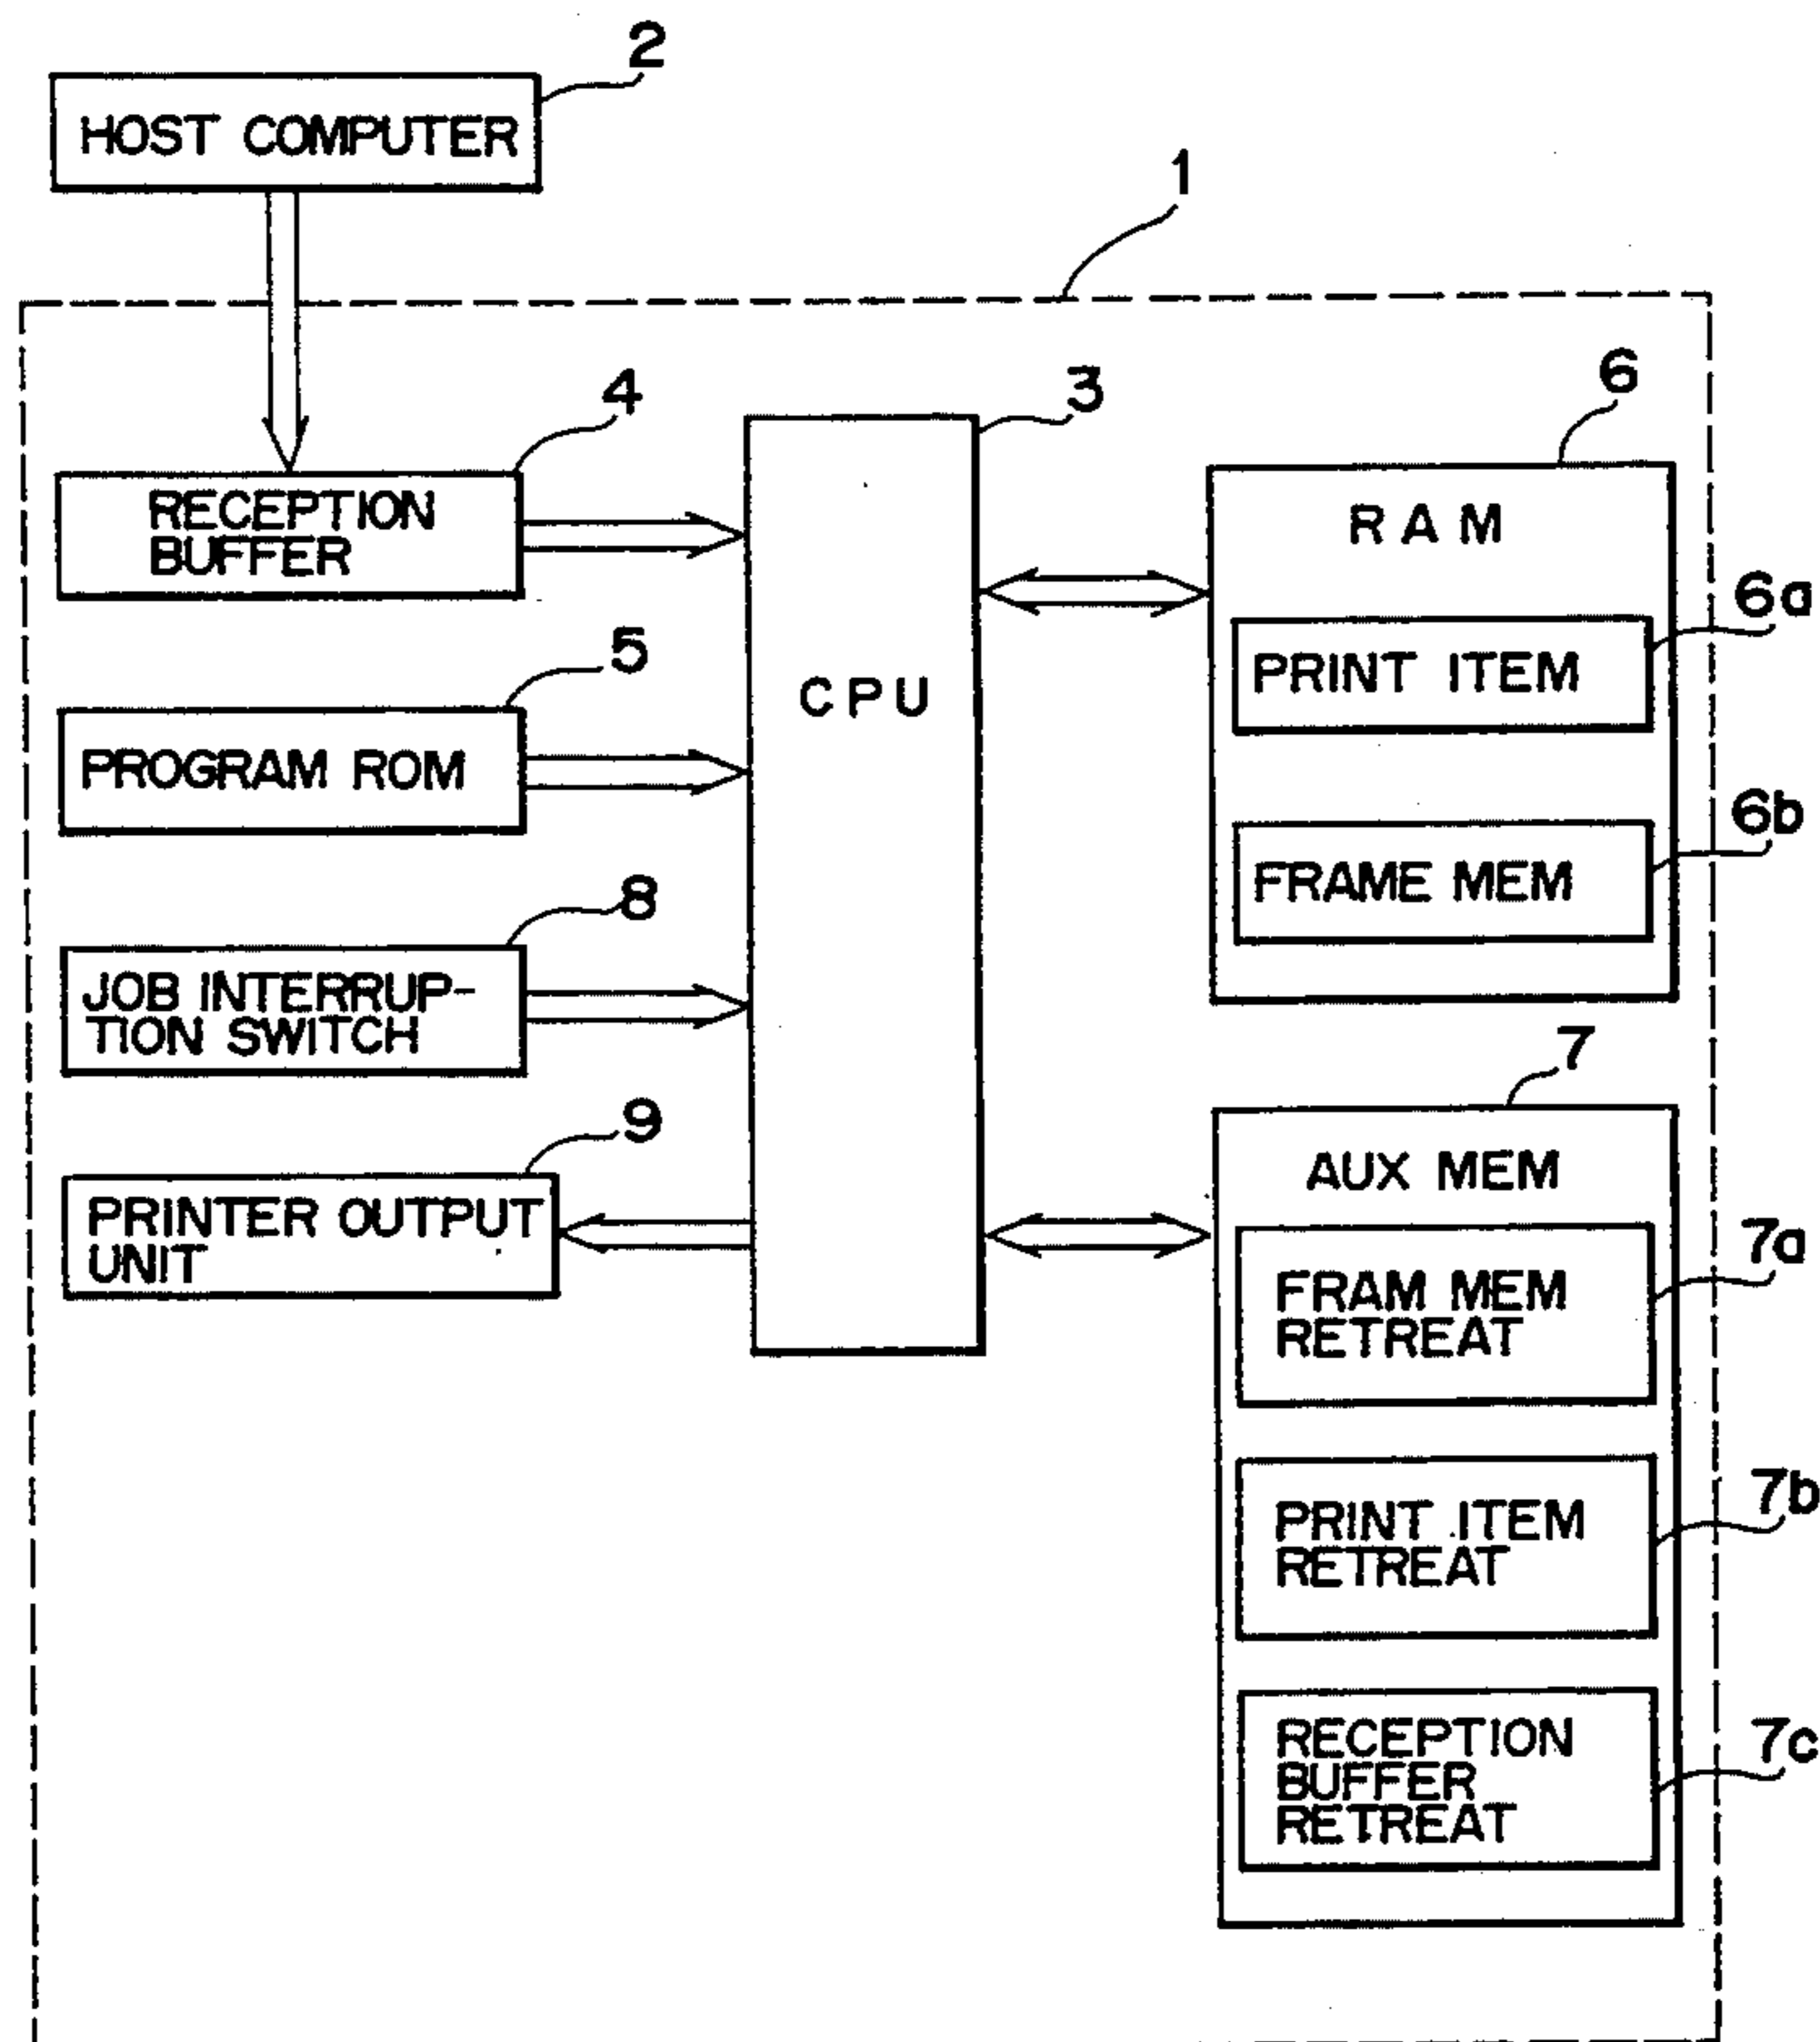 2
HOST COMPUTER
1
4
RECEPTION
BUFFER
3
CPU
6
RAM
6a
PRINT ITEM
6b
FRAME MEM
5
PROGRAM ROM
8
JOB INTERRUP-
TION SWITCH
9
PRINTER OUTPUT
UNIT
7
AUX MEM
7a
FRAM MEM
RETREAT
7b
PRINT ITEM
RETREAT
7c
RECEPTION
BUFFER
RETREAT